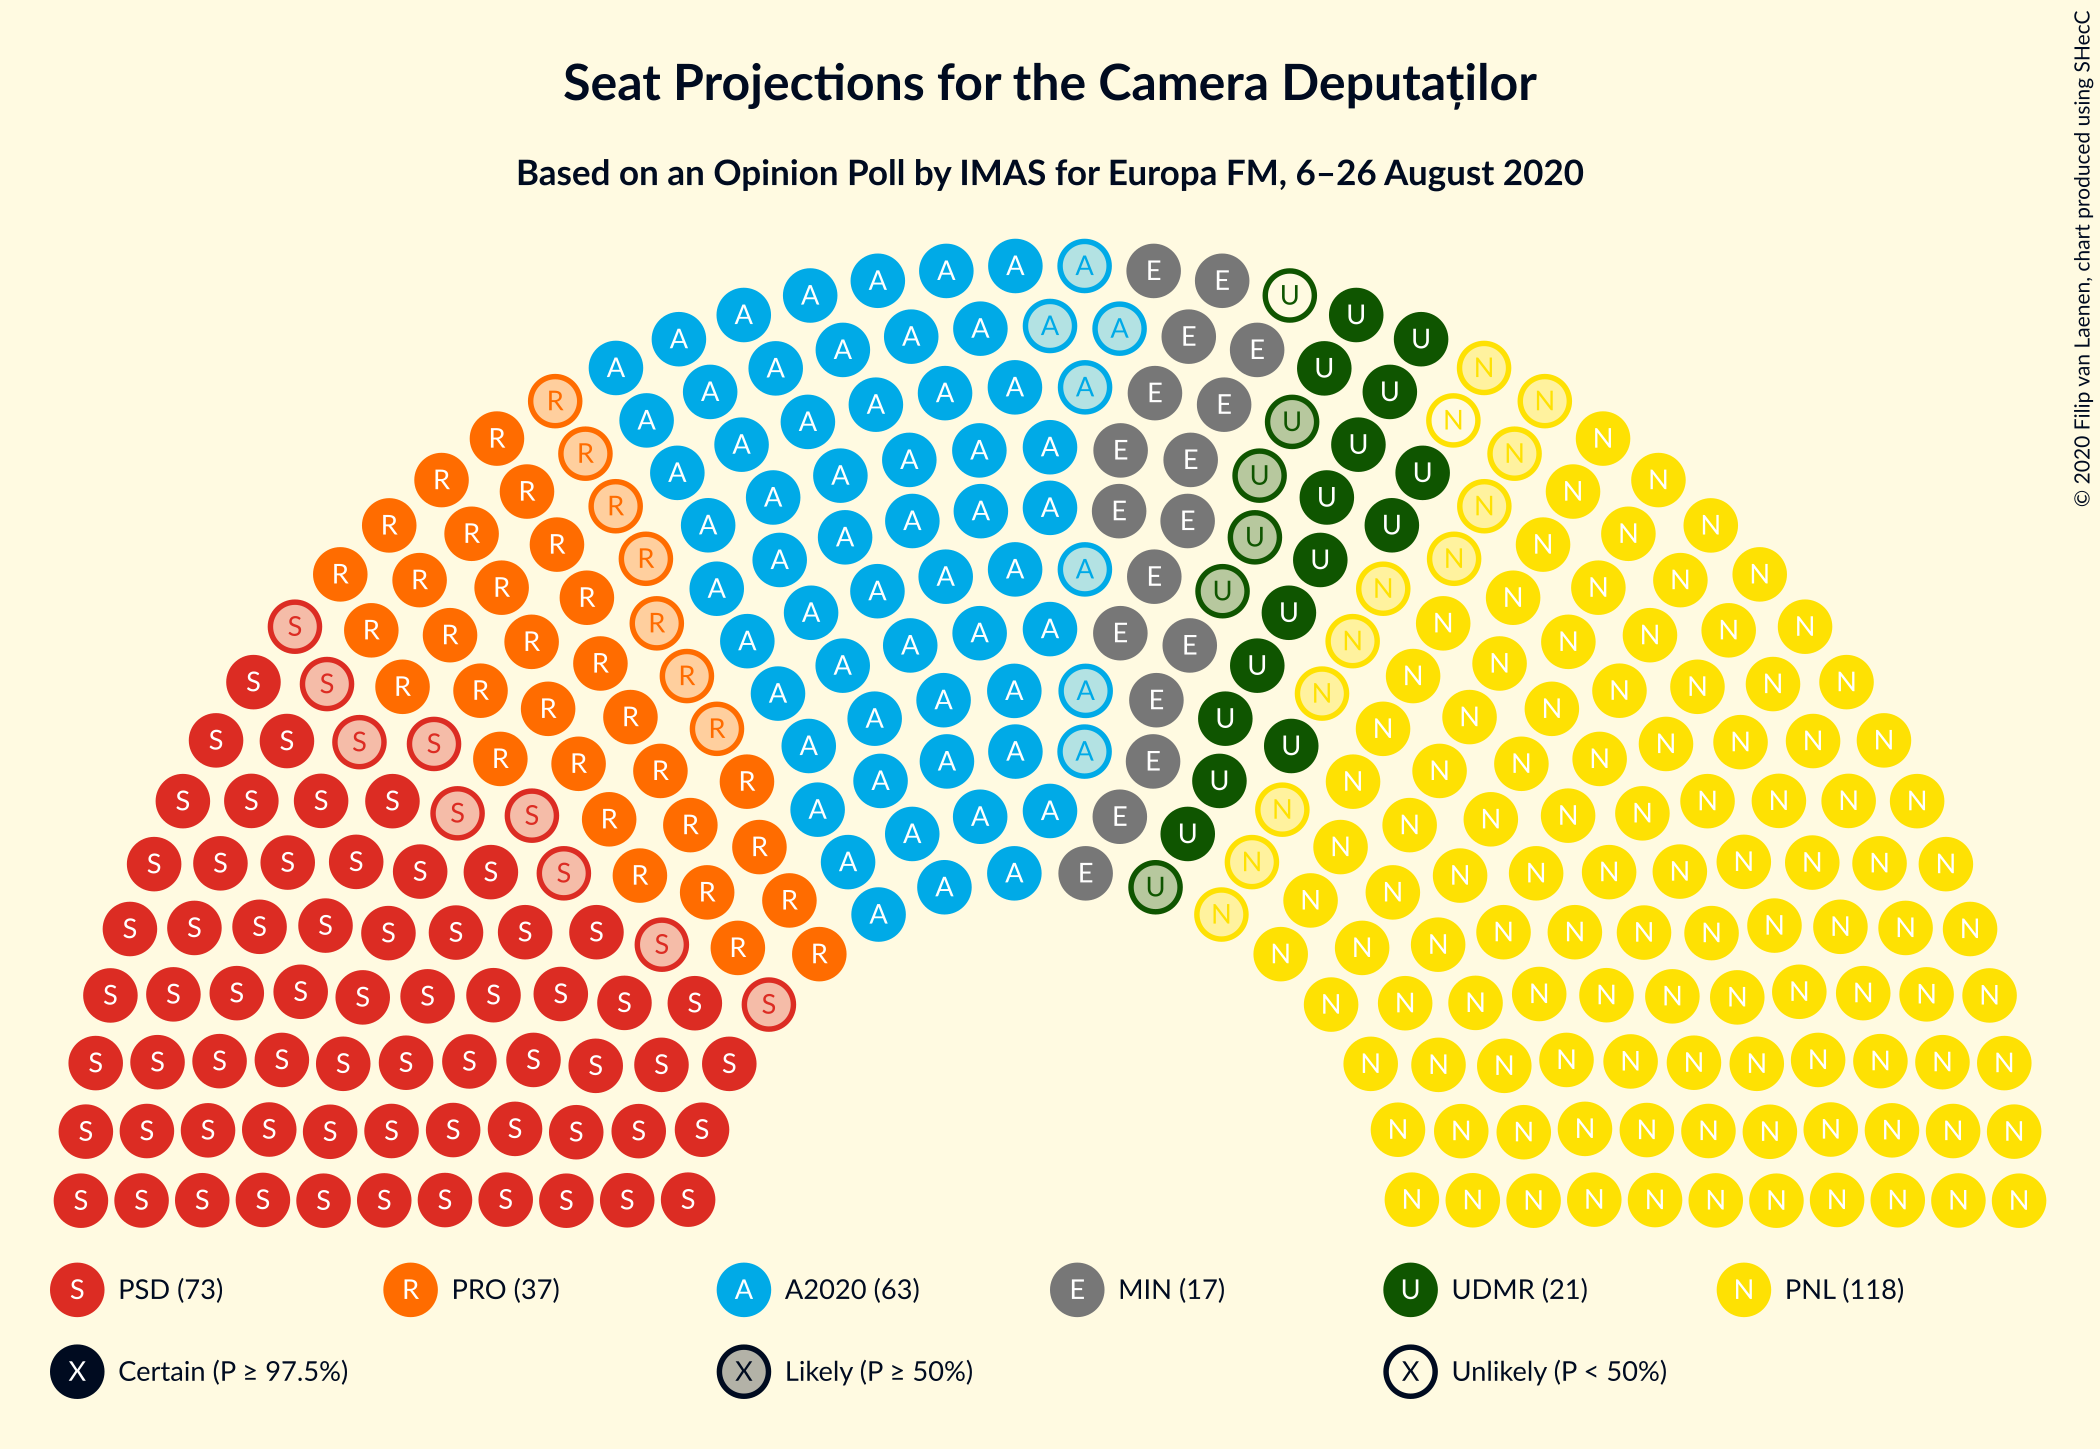 Seat Projections for the Camera Deputaților
Based on an Opinion Poll by IMAS for Europa FM, 6–26 August 2020
© 2020 Filip van Laenen, chart produced using SHecC
S PSD (73)
R PRO (37)
A A2020 (63)
E MIN (17)
U UDMR (21)
N PNL (118)
X Certain (P ≥ 97.5%)
X Likely (P ≥ 50%)
X Unlikely (P < 50%)